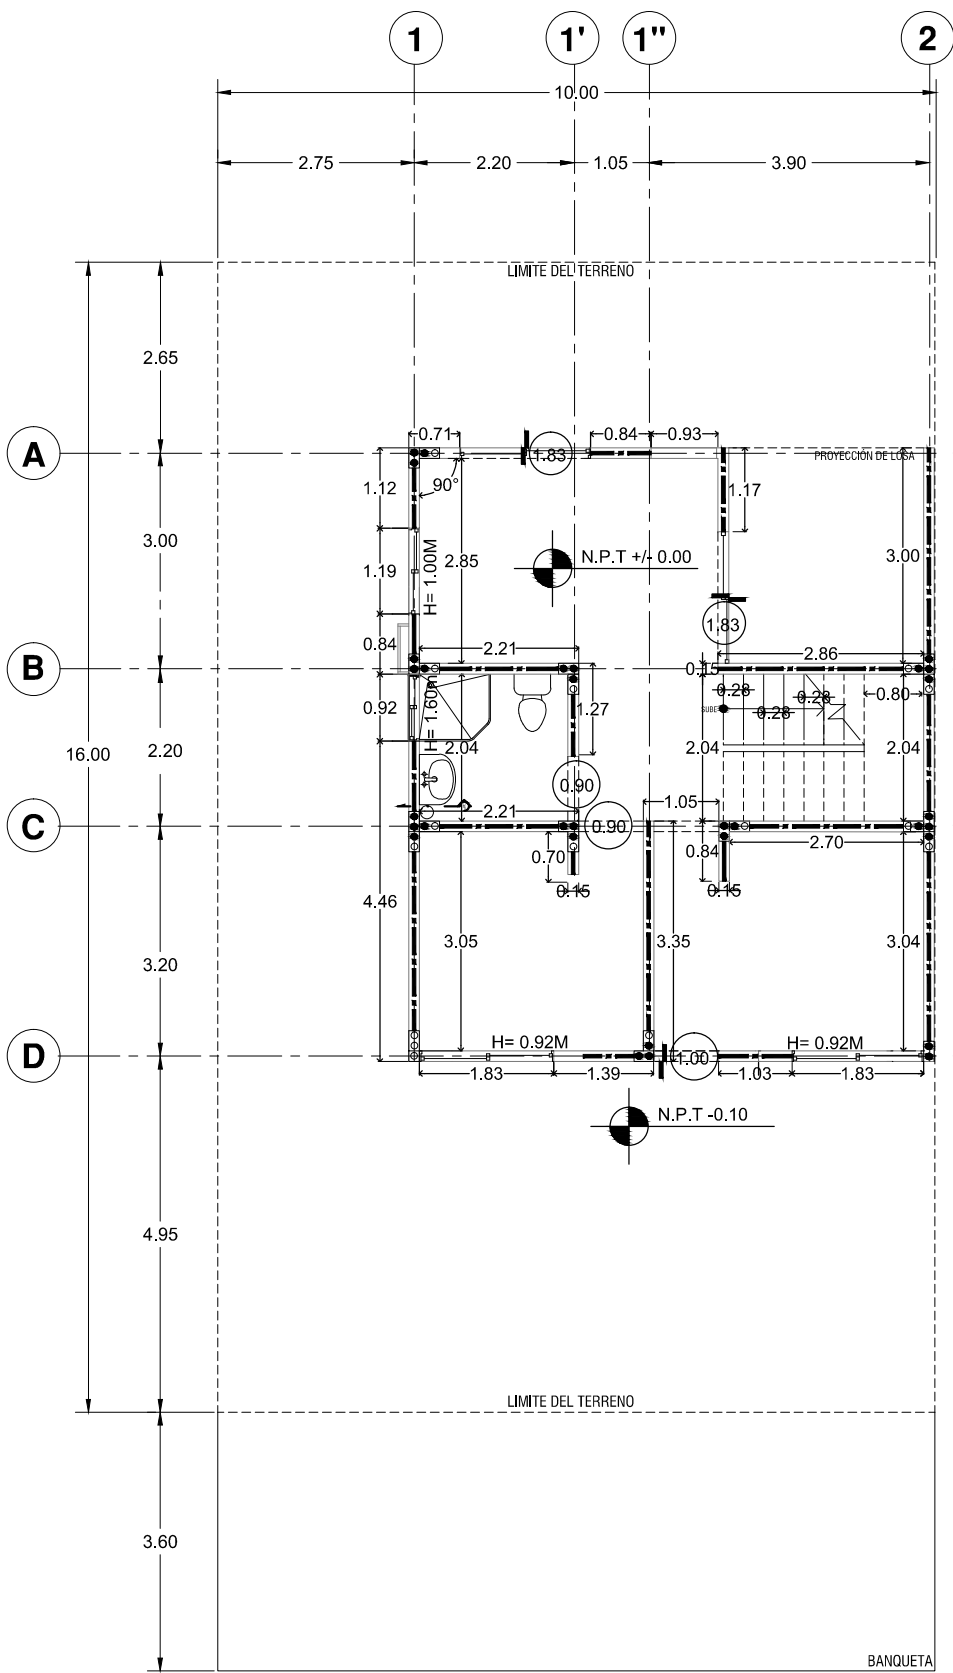 1 1' 1" 2
10.00
2.75 2.20 1.05 3.90
LIMITE DEL TERRENO
2.65
A
0.71 1.83 0.84 0.93
PROYECCIÓN DE LOSA
90°
1.12
1.17
3.00
H= 1.00M
2.85
N.P.T +/- 0.00
3.00
1.19
1.83
0.84
2.21
2.86
B
0.15
0.92
H= 1.60m
1.27
0.28
0.28
0.80
SUBE
0.28
16.00
2.20
2.04
2.04
2.04
0.90
1.05
2.21
C
0.90
2.70
0.70
0.84
4.46
0.15
0.15
3.05
3.35
3.04
3.20
D
H= 0.92M
H= 0.92M
1.00
1.83 1.39 1.03 1.83
N.P.T -0.10
4.95
LIMITE DEL TERRENO
3.60
BANQUETA